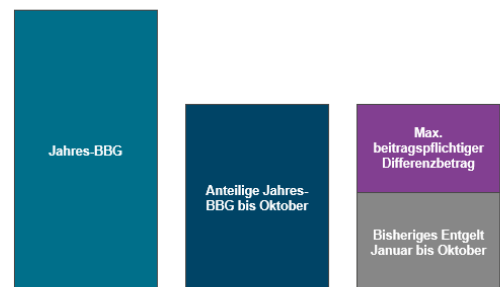 Jahres-BBG
Anteilige Jahres-
BBG bis Oktober
Max.
beitragspflichtiger
Differenzbetrag
Bisheriges Entgelt
Januar bis Oktober